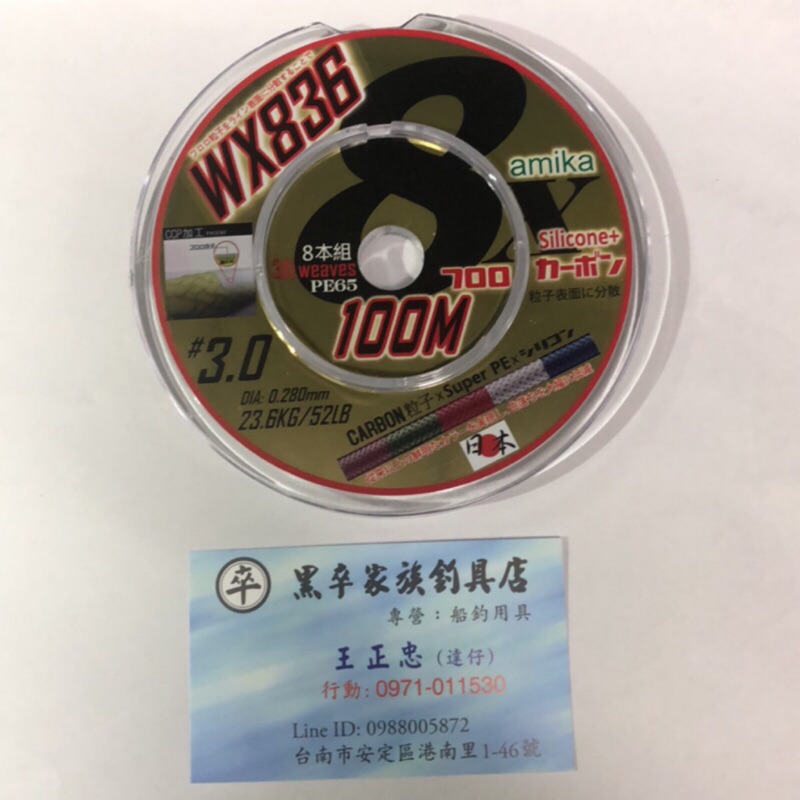 WX836
8X
amika
CCP加工
8本組
weaves
PE65
100M
フロロ
Silicone+
カーボン
粒子表面に分散
#3.0
DIA: 0.280mm
23.6KG/52LB
CARBON粒子×Super PE×シリコン
日本
卒
黑卒家族釣具店
專營：船釣用具
王正忠(達仔)
行動: 0971-011530
Line ID: 0988005872
台南市安定區港南里1-46號